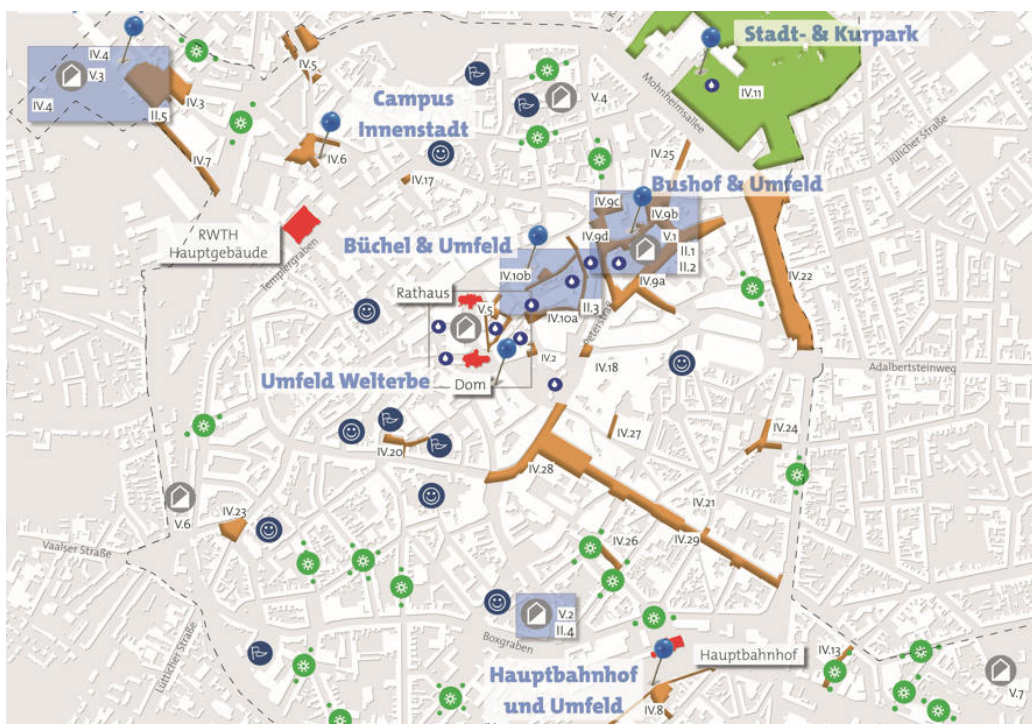 Stadt- & Kurpark
IV.4
V.3
IV.4
II.5
IV.3
IV.5
IV.7
Campus
Innenstadt
IV.6
IV.17
V.4
Mohnheimsallee
IV.11
Jülicher Straße
IV.25
Bushof & Umfeld
IV.9c
IV.9b
IV.9d
V.1
II.1
II.2
IV.9a
RWTH
Hauptgebäude
Templergraben
Büchel & Umfeld
IV.10b
IV.22
Rathaus
V.5
II.3
IV.10a
Peterstraße
IV.2
IV.18
Umfeld Welterbe
Dom
Adalbertsteinweg
IV.20
IV.27
IV.24
IV.28
V.6
IV.23
IV.21
Vaalser Straße
IV.29
IV.26
V.2
II.4
Boxgraben
Lütticher Straße
Hauptbahnhof
Hauptbahnhof
und Umfeld
IV.13
IV.8
V.7